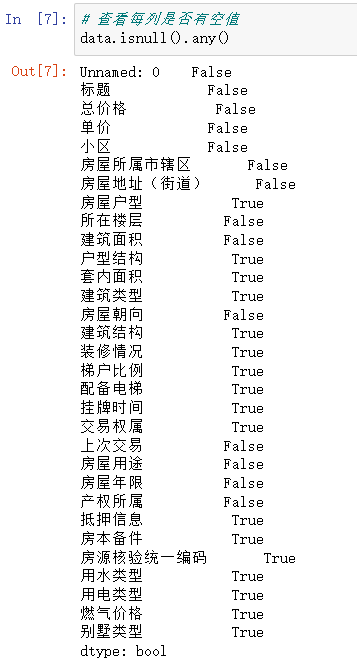 In [7]: # 查看每列是否有空值
data.isnull().any()
Out[7]: Unnamed: 0 False
标题 False
总价格 False
单价 False
小区 False
房屋所属市辖区 False
房屋地址（街道） False
房屋户型 True
所在楼层 False
建筑面积 False
户型结构 True
套内面积 True
建筑类型 True
房屋朝向 False
建筑结构 True
装修情况 True
梯户比例 True
配备电梯 True
挂牌时间 True
交易权属 True
上次交易 False
房屋用途 False
房屋年限 False
产权所属 False
抵押信息 True
房本备件 True
房源核验统一编码 True
用水类型 True
用电类型 True
燃气价格 True
别墅类型 True
dtype: bool